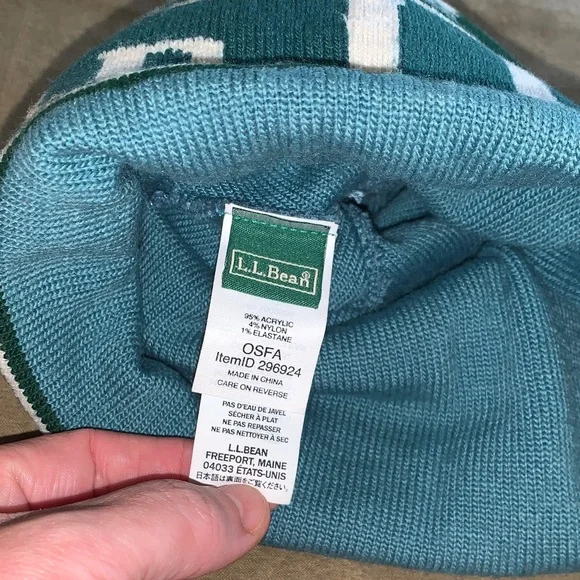 L.L.Bean®
95% ACRYLIC
4% NYLON
1% ELASTANE
OSFA
ItemID 296924
MADE IN CHINA
CARE ON REVERSE
PAS D'EAU DE JAVEL
SÉCHER À PLAT
NE PAS REPASSER
NE PAS NETTOYER À SEC
L.L.BEAN
FREEPORT, MAINE
04033 ÉTATS-UNIS
日本語は裏面をご覧ください。